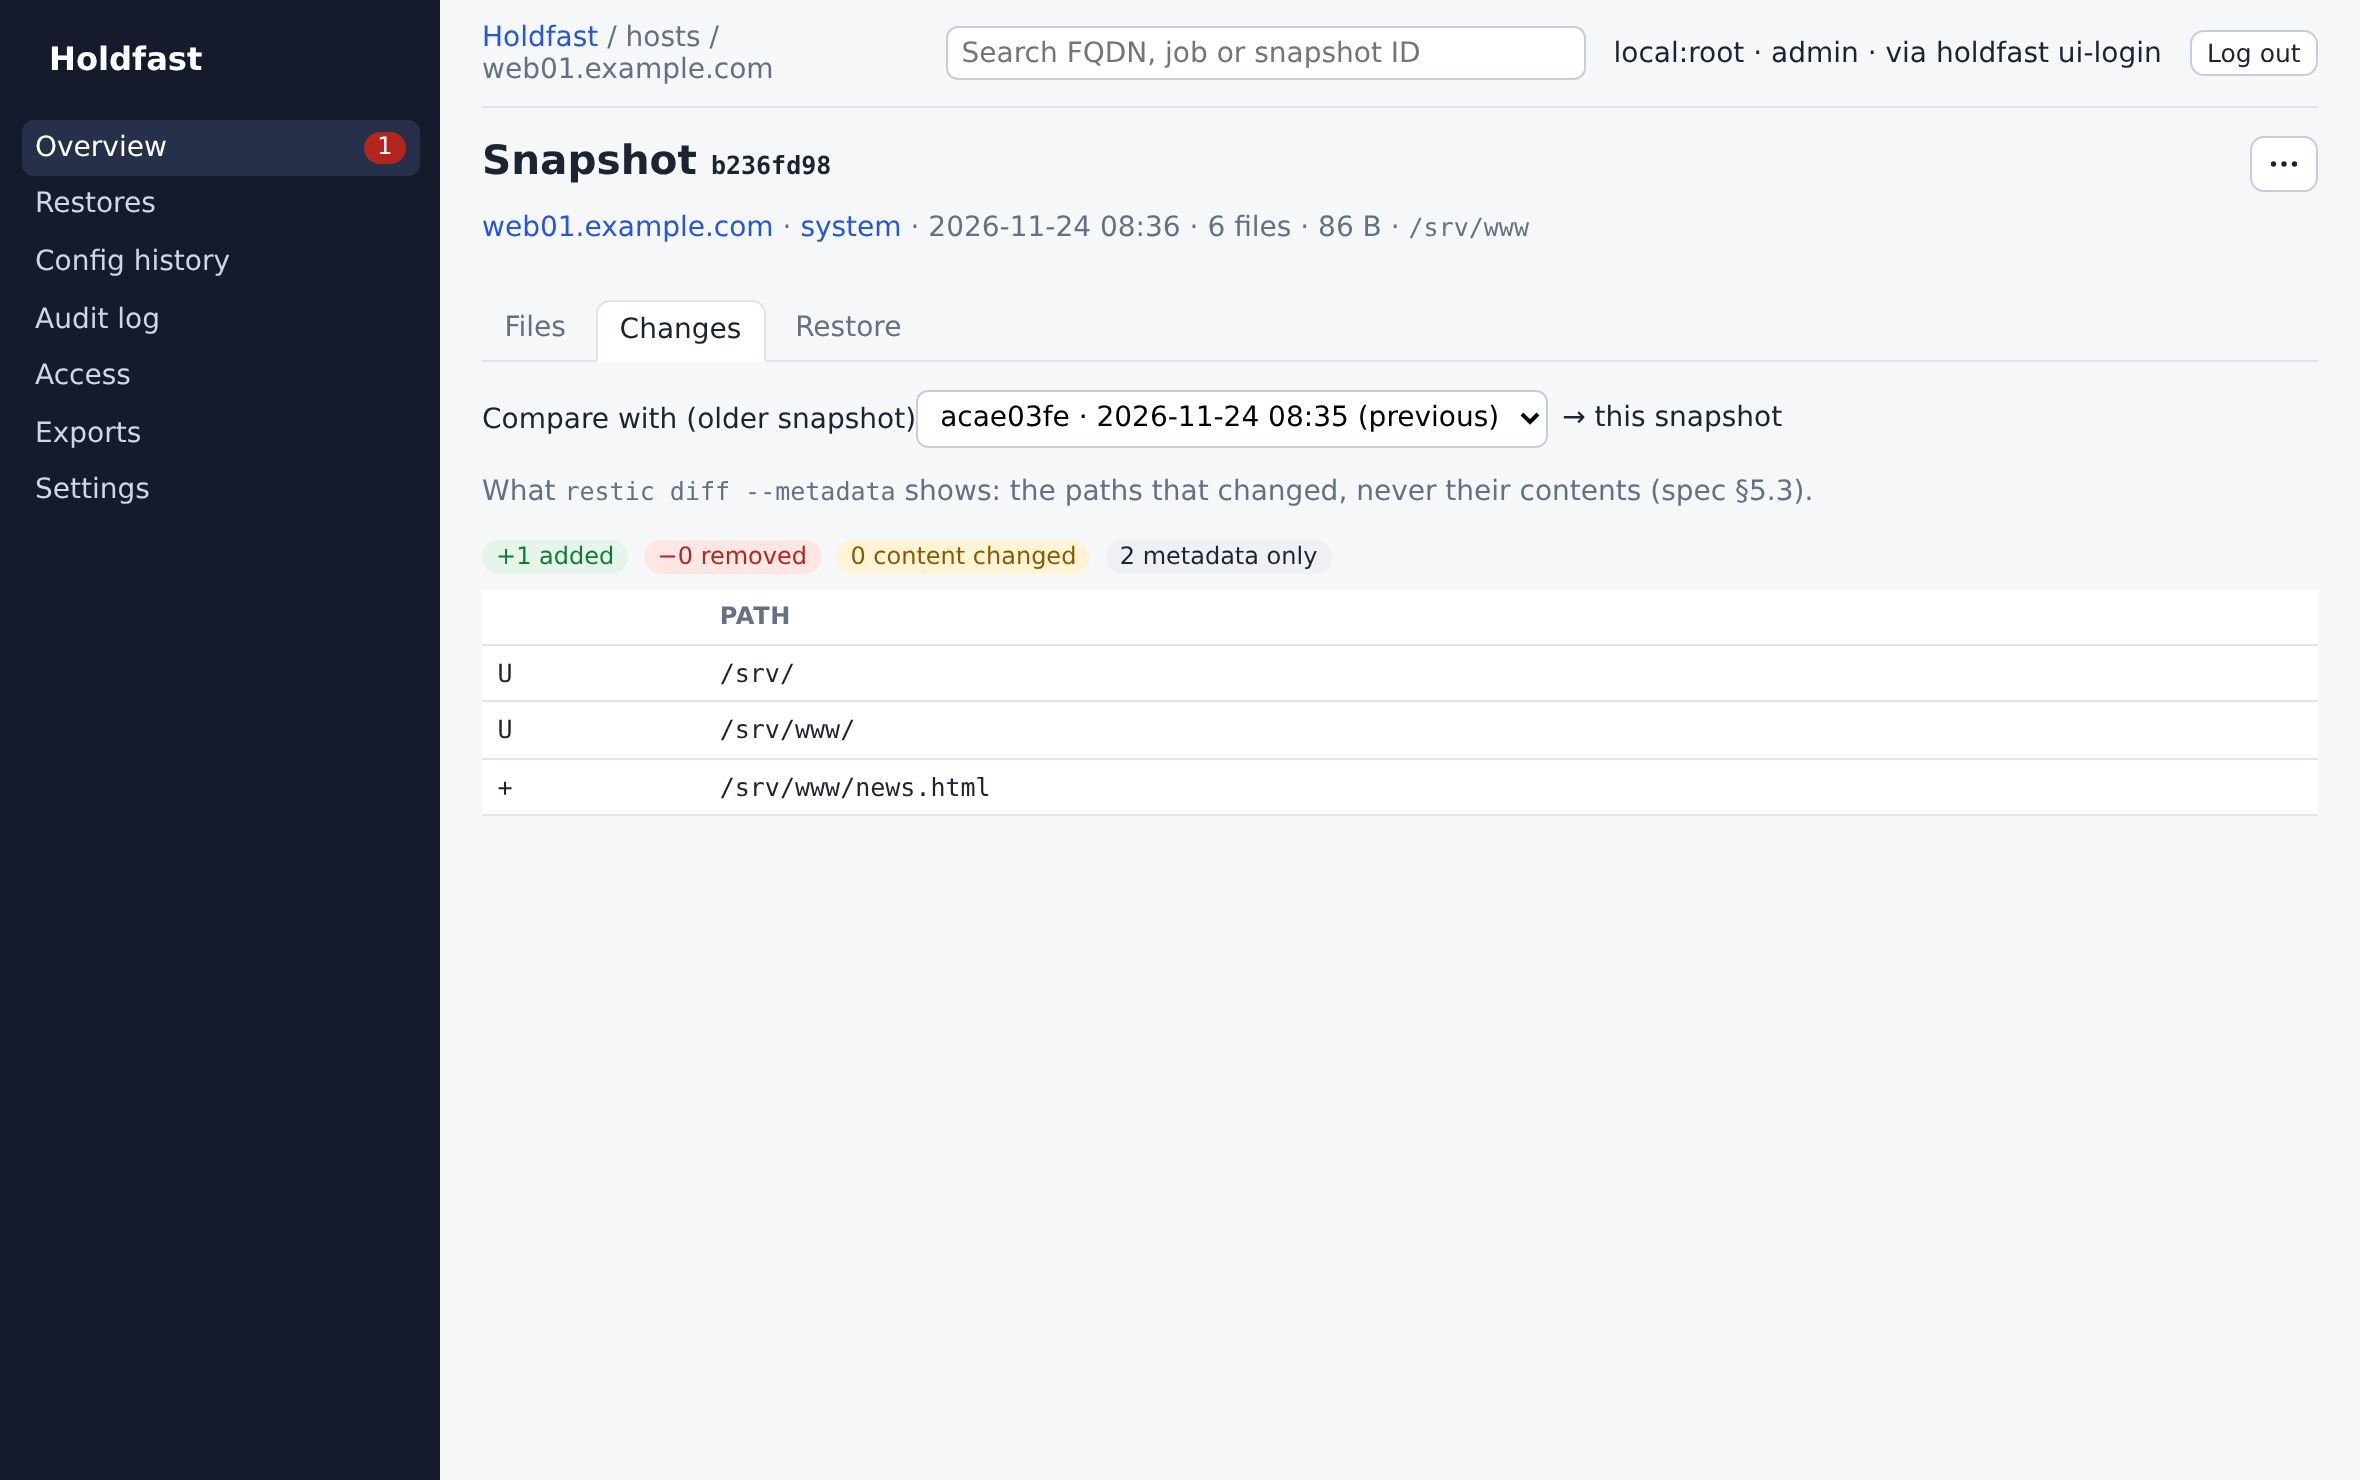 Holdfast
Overview 1
Restores
Config history
Audit log
Access
Exports
Settings
Holdfast / hosts /
web01.example.com
Search FQDN, job or snapshot ID
local:root · admin · via holdfast ui-login
Log out
Snapshot b236fd98
···
web01.example.com · system · 2026-11-24 08:36 · 6 files · 86 B · /srv/www
Files Changes Restore
Compare with (older snapshot) acae03fe · 2026-11-24 08:35 (previous) → this snapshot
What restic diff --metadata shows: the paths that changed, never their contents (spec §5.3).
+1 added −0 removed 0 content changed 2 metadata only
PATH
U /srv/
U /srv/www/
+ /srv/www/news.html